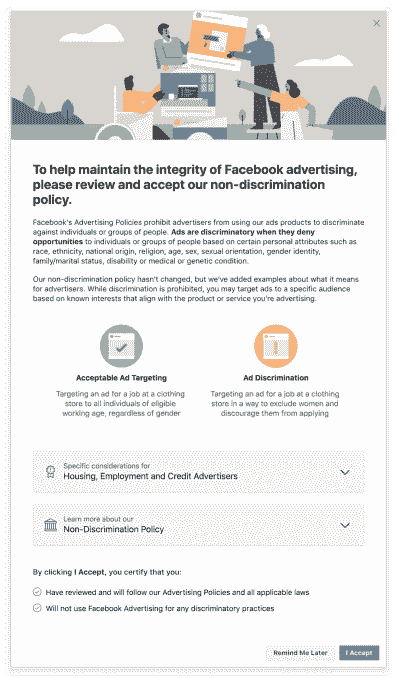 To help maintain the integrity of Facebook advertising,
please review and accept our non-discrimination
policy.
Facebook's Advertising Policies prohibit advertisers from using our ads products to discriminate
against individuals or groups of people. Ads are discriminatory when they deny
opportunities to individuals or groups of people based on certain personal attributes such as
race, ethnicity, national origin, religion, age, sex, sexual orientation, gender identity,
family/marital status, disability or medical or genetic condition.
Our non-discrimination policy hasn't changed, but we've added examples about what it means
for advertisers. While discrimination is prohibited, you may target ads to a specific audience
based on known interests that align with the product or service you're advertising.
Acceptable Ad Targeting
Targeting an ad for a job at a clothing
store to all individuals of eligible
working age, regardless of gender
Ad Discrimination
Targeting an ad for a job at a clothing
store in a way to exclude women and
discourage them from applying
Specific considerations for
Housing, Employment and Credit Advertisers
Learn more about our
Non-Discrimination Policy
By clicking I Accept, you certify that you:
Have reviewed and will follow our Advertising Policies and all applicable laws
Will not use Facebook Advertising for any discriminatory practices
Remind Me Later
I Accept